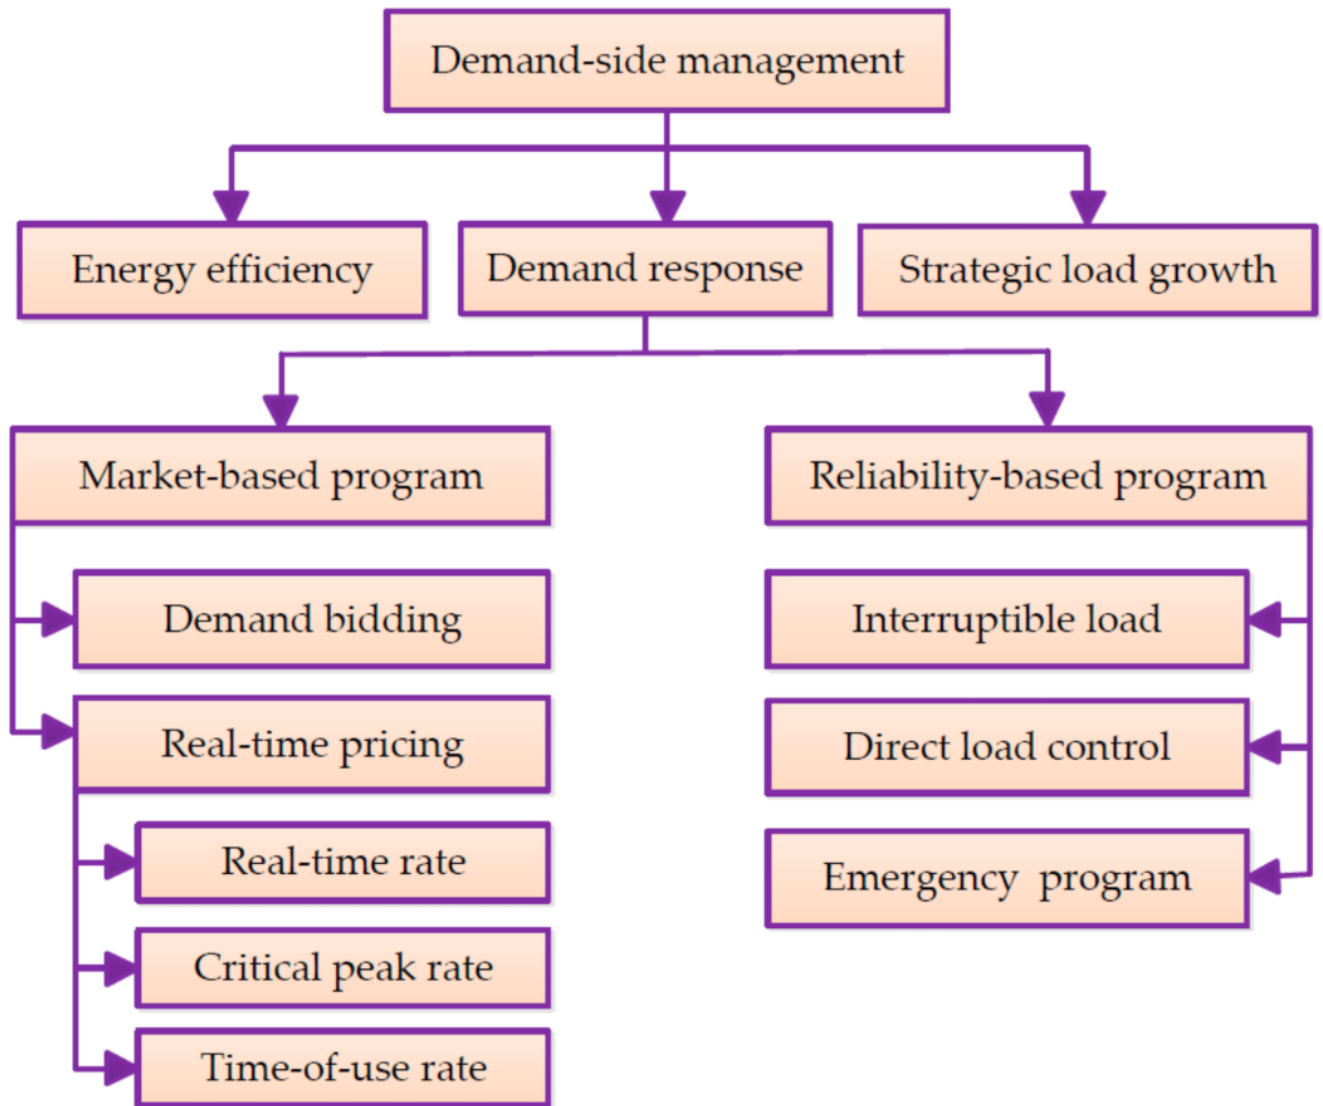 Demand-side management
Energy efficiency
Demand response
Strategic load growth
Market-based program
Reliability-based program
Demand bidding
Interruptible load
Real-time pricing
Direct load control
Real-time rate
Emergency program
Critical peak rate
Time-of-use rate